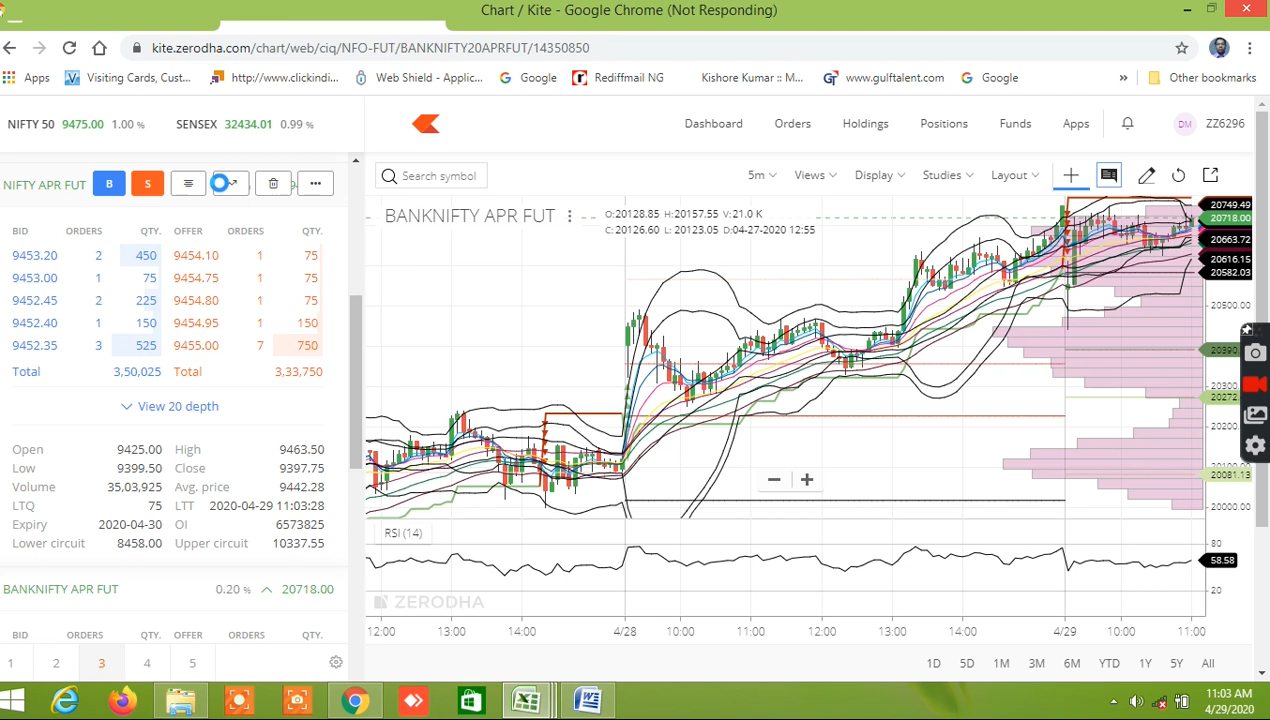 Chart / Kite - Google Chrome (Not Responding)
kite.zerodha.com/chart/web/ciq/NFO-FUT/BANKNIFTY20APRFUT/14350850
Apps Visiting Cards, Cust... http://www.clickindi... Web Shield - Applic... Google Rediffmail NG Kishore Kumar :: M... www.gulftalent.com Google » Other bookmarks
NIFTY 50 9475.00 1.00 % SENSEX 32434.01 0.99 %
Dashboard Orders Holdings Positions Funds Apps DM ZZ6296
NIFTY APR FUT B S
Search symbol 5m Views Display Studies Layout
BID ORDERS QTY. OFFER ORDERS QTY.
9453.20 2 450 9454.10 1 75
9453.00 1 75 9454.75 1 75
9452.45 2 225 9454.80 1 75
9452.40 1 150 9454.95 1 150
9452.35 3 525 9455.00 7 750
Total 3,50,025 Total 3,33,750
View 20 depth
Open 9425.00 High 9463.50
Low 9399.50 Close 9397.75
Volume 35,03,925 Avg. price 9442.28
LTQ 75 LTT 2020-04-29 11:03:28
Expiry 2020-04-30 OI 6573825
Lower circuit 8458.00 Upper circuit 10337.55
BANKNIFTY APR FUT 0.20 % 20718.00
BID ORDERS QTY. OFFER ORDERS QTY.
1 2 3 4 5
BANKNIFTY APR FUT
O:20128.85 H:20157.55 V:21.0 K
C:20126.60 L:20123.05 D:04-27-2020 12:55
20749.49
20718.00
20663.72
20616.15
20582.03
20500.00
20390
20300
20272
20200
20081.13
20000.00
RSI (14)
80
58.58
20
ZERODHA
12:00 13:00 14:00 4/28 10:00 11:00 12:00 13:00 14:00 4/29 10:00 11:00
1D 5D 1M 3M 6M YTD 1Y 5Y All
11:03 AM
4/29/2020